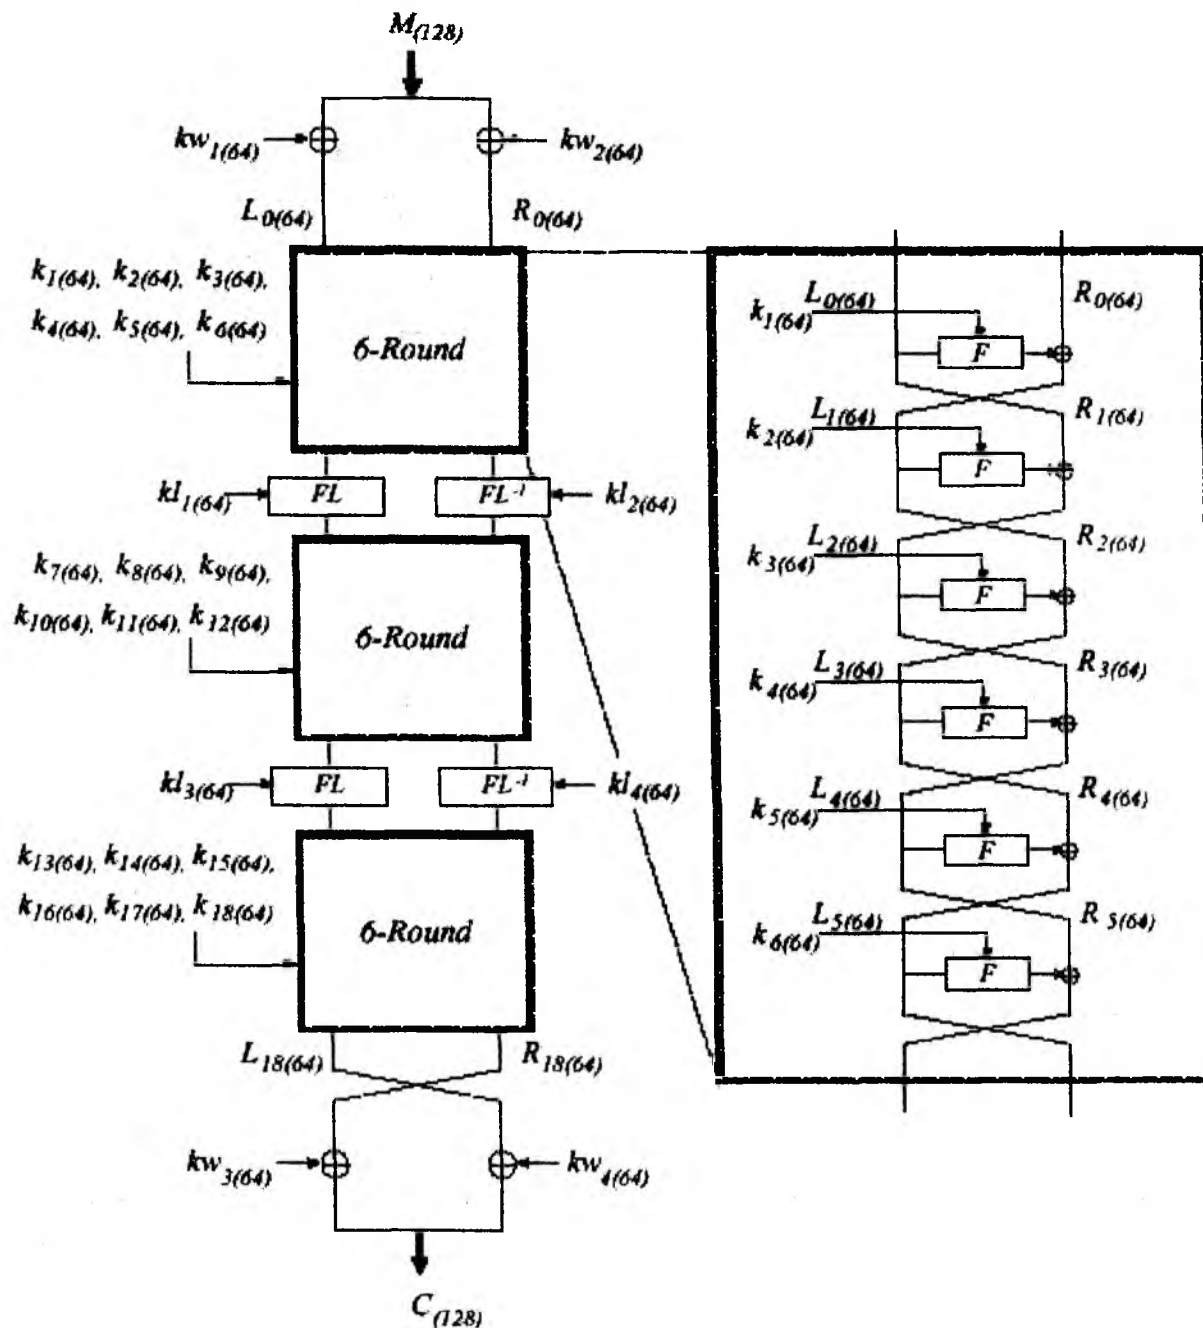 M(128)
kw1(64)
kw2(64)
L0(64)
R0(64)
k1(64), k2(64), k3(64),
k4(64), k5(64), k6(64)
6-Round
kl1(64)
FL
FL-1
kl2(64)
k7(64), k8(64), k9(64),
k10(64), k11(64), k12(64)
6-Round
kl3(64)
FL
FL-1
kl4(64)
k13(64), k14(64), k15(64),
k16(64), k17(64), k18(64)
6-Round
L18(64)
R18(64)
kw3(64)
kw4(64)
C(128)
L0(64)
R0(64)
k1(64)
F
L1(64)
R1(64)
k2(64)
F
L2(64)
R2(64)
k3(64)
F
L3(64)
R3(64)
k4(64)
F
L4(64)
R4(64)
k5(64)
F
L5(64)
R5(64)
k6(64)
F